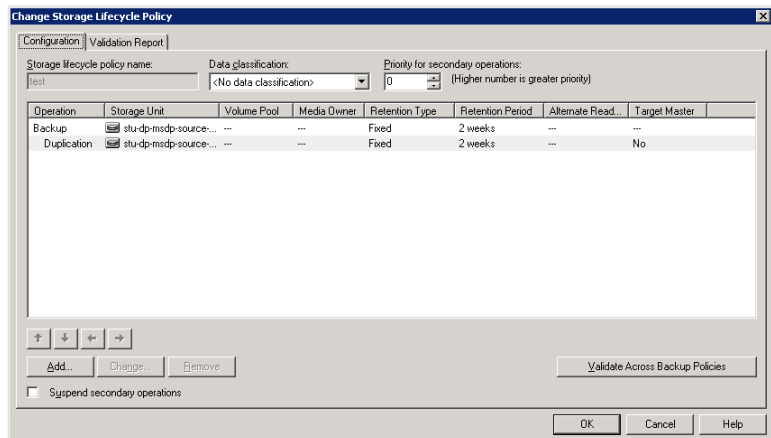 Change Storage Lifecycle Policy
Configuration Validation Report
Storage lifecycle policy name: Data classification: Priority for secondary operations:
test <No data classification> 0 (Higher number is greater priority)
Operation Storage Unit Volume Pool Media Owner Retention Type Retention Period Alternate Read... Target Master
Backup stu-dp-msdp-source-... --- --- Fixed 2 weeks --- ---
Duplication stu-dp-msdp-source-... --- --- Fixed 2 weeks --- No
Add... Change... Remove Validate Across Backup Policies
Suspend secondary operations
OK Cancel Help